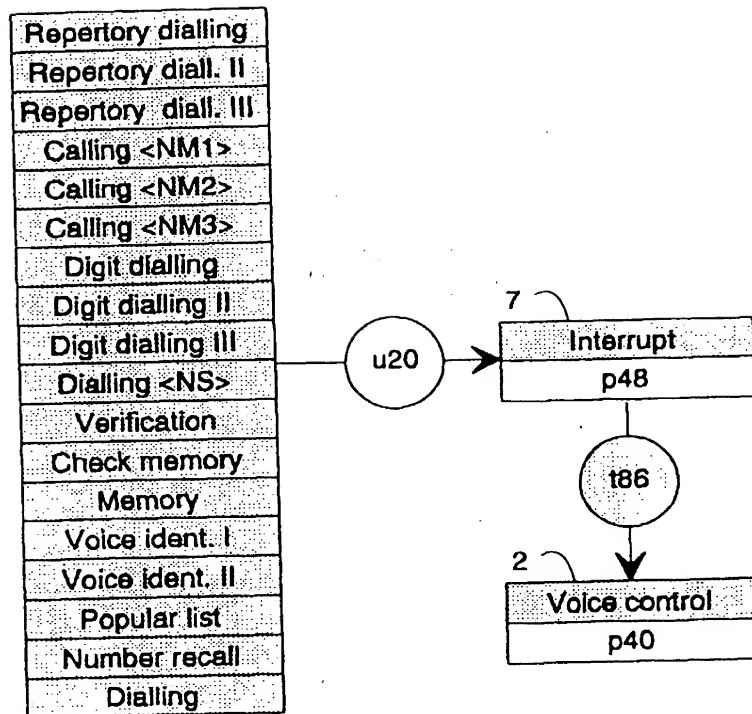 Repertory dialling
Repertory diall. II
Repertory diall. III
Calling <NM1>
Calling <NM2>
Calling <NM3>
Digit dialling
Digit dialling II
Digit dialling III
Dialling <NS>
Verification
Check memory
Memory
Voice ident. I
Voice ident. II
Popular list
Number recall
Dialling
u20
7
Interrupt
p48
t86
2
Voice control
p40